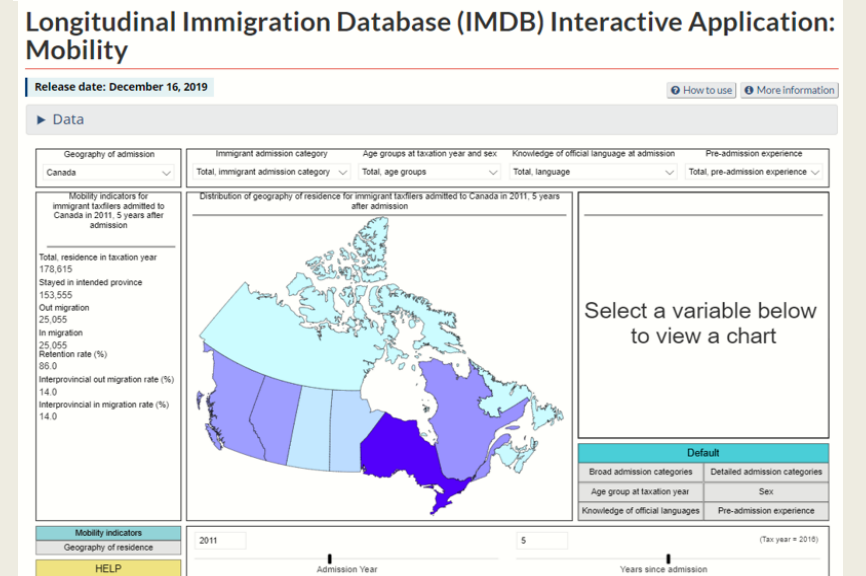 Longitudinal Immigration Database (IMDB) Interactive Application:
Mobility
Release date: December 16, 2019
How to use
More information
Data
Geography of admission
Canada
Immigrant admission category
Total, immigrant admission category
Age groups at taxation year and sex
Total, age groups
Knowledge of official language at admission
Total, language
Pre-admission experience
Total, pre-admission experience
Mobility indicators for
immigrant taxfilers admitted to
Canada in 2011, 5 years after
admission
Total, residence in taxation year
178,615
Stayed in intended province
153,555
Out migration
25,055
In migration
25,055
Retention rate (%)
86.0
Interprovincial out migration rate (%)
14.0
Interprovincial in migration rate (%)
14.0
Distribution of geography of residence for immigrant taxfilers admitted to Canada in 2011, 5 years
after admission
Select a variable below
to view a chart
Default
Broad admission categories
Detailed admission categories
Age group at taxation year
Sex
Knowledge of official languages
Pre-admission experience
Mobility indicators
Geography of residence
HELP
2011
Admission Year
5
(Tax year = 2016)
Years since admission